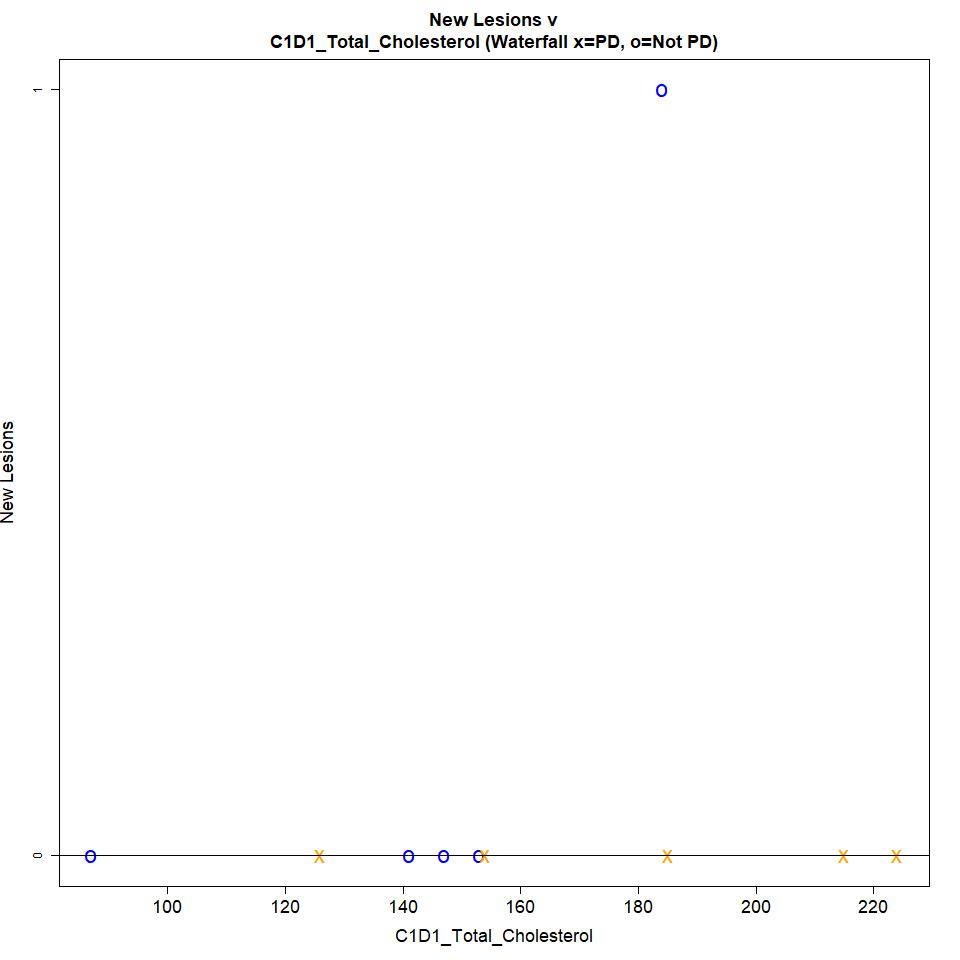 New Lesions v
C1D1_Total_Cholesterol (Waterfall x=PD, o=Not PD)
New Lesions
1
0
o
o x o o o x x x x
100 120 140 160 180 200 220
C1D1_Total_Cholesterol